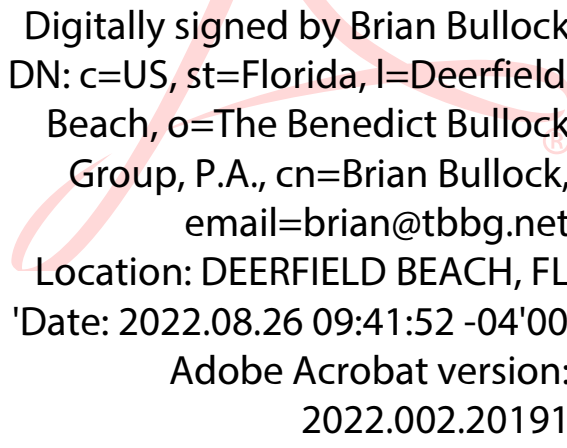 Digitally signed by Brian Bullock
DN: c=US, st=Florida, l=Deerfield
Beach, o=The Benedict Bullock
Group, P.A., cn=Brian Bullock,
email=brian@tbbg.net
Location: DEERFIELD BEACH, FL
'Date: 2022.08.26 09:41:52 -04'00
Adobe Acrobat version:
2022.002.20191
®